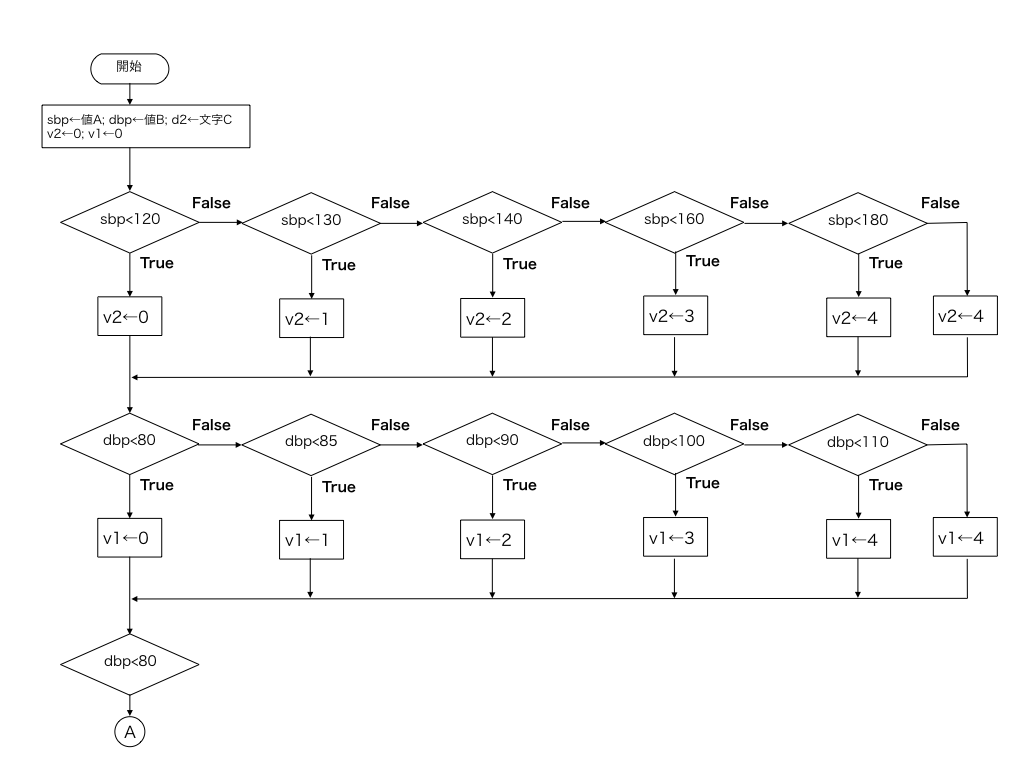 開始
sbp←値A; dbp←値B; d2←文字C
v2←0; v1←0
sbp<120
False
sbp<130
False
sbp<140
False
sbp<160
False
sbp<180
False
True
True
True
True
True
v2←0
v2←1
v2←2
v2←3
v2←4
v2←4
dbp<80
False
dbp<85
False
dbp<90
False
dbp<100
False
dbp<110
False
True
True
True
True
True
v1←0
v1←1
v1←2
v1←3
v1←4
v1←4
dbp<80
A